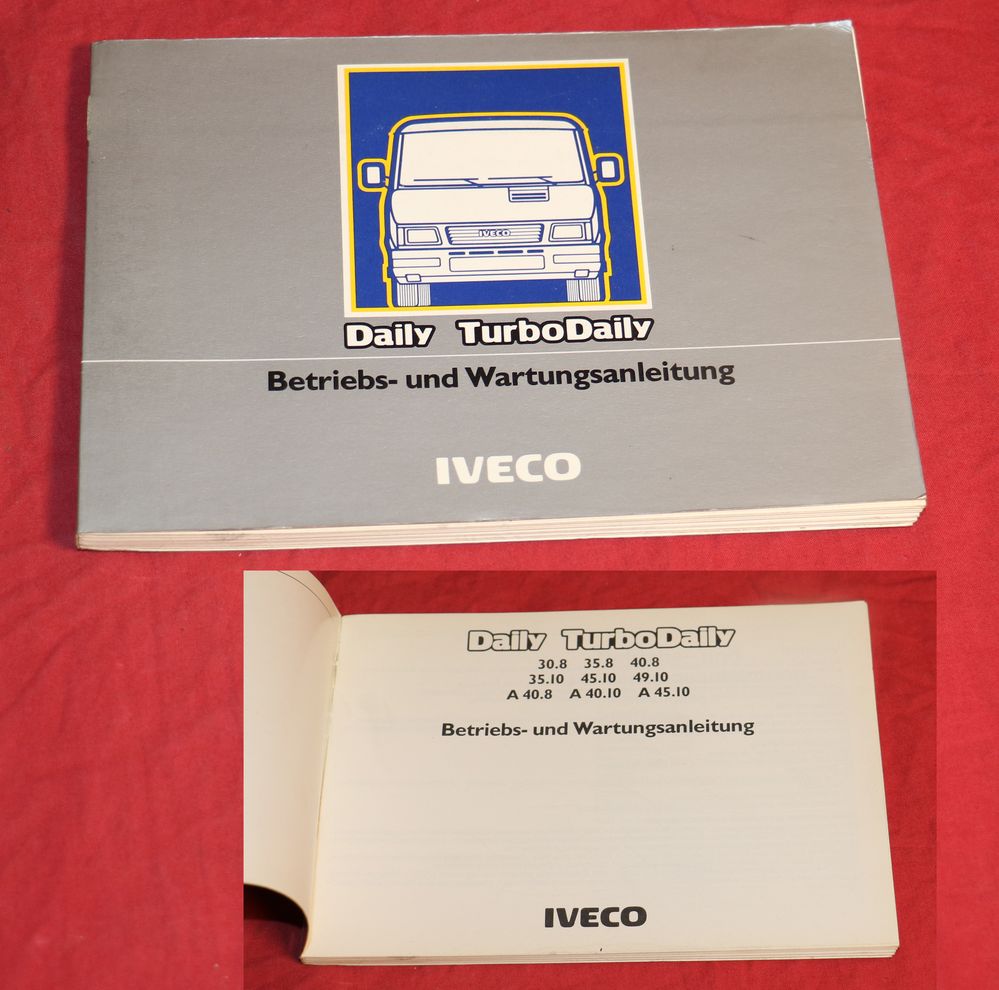 IVECO
Daily TurboDaily
Betriebs- und Wartungsanleitung
IVECO
Daily TurboDaily
30.8 35.8 40.8
35.10 45.10 49.10
A 40.8 A 40.10 A 45.10
Betriebs- und Wartungsanleitung
IVECO